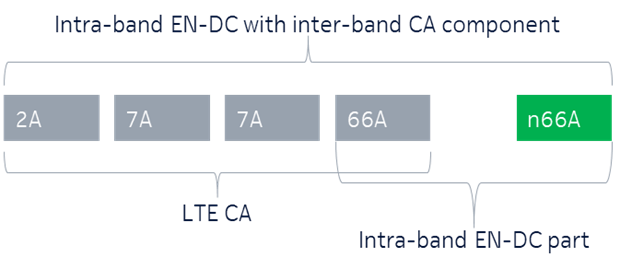 Intra-band EN-DC with inter-band CA component
2A 7A 7A 66A n66A
LTE CA
Intra-band EN-DC part